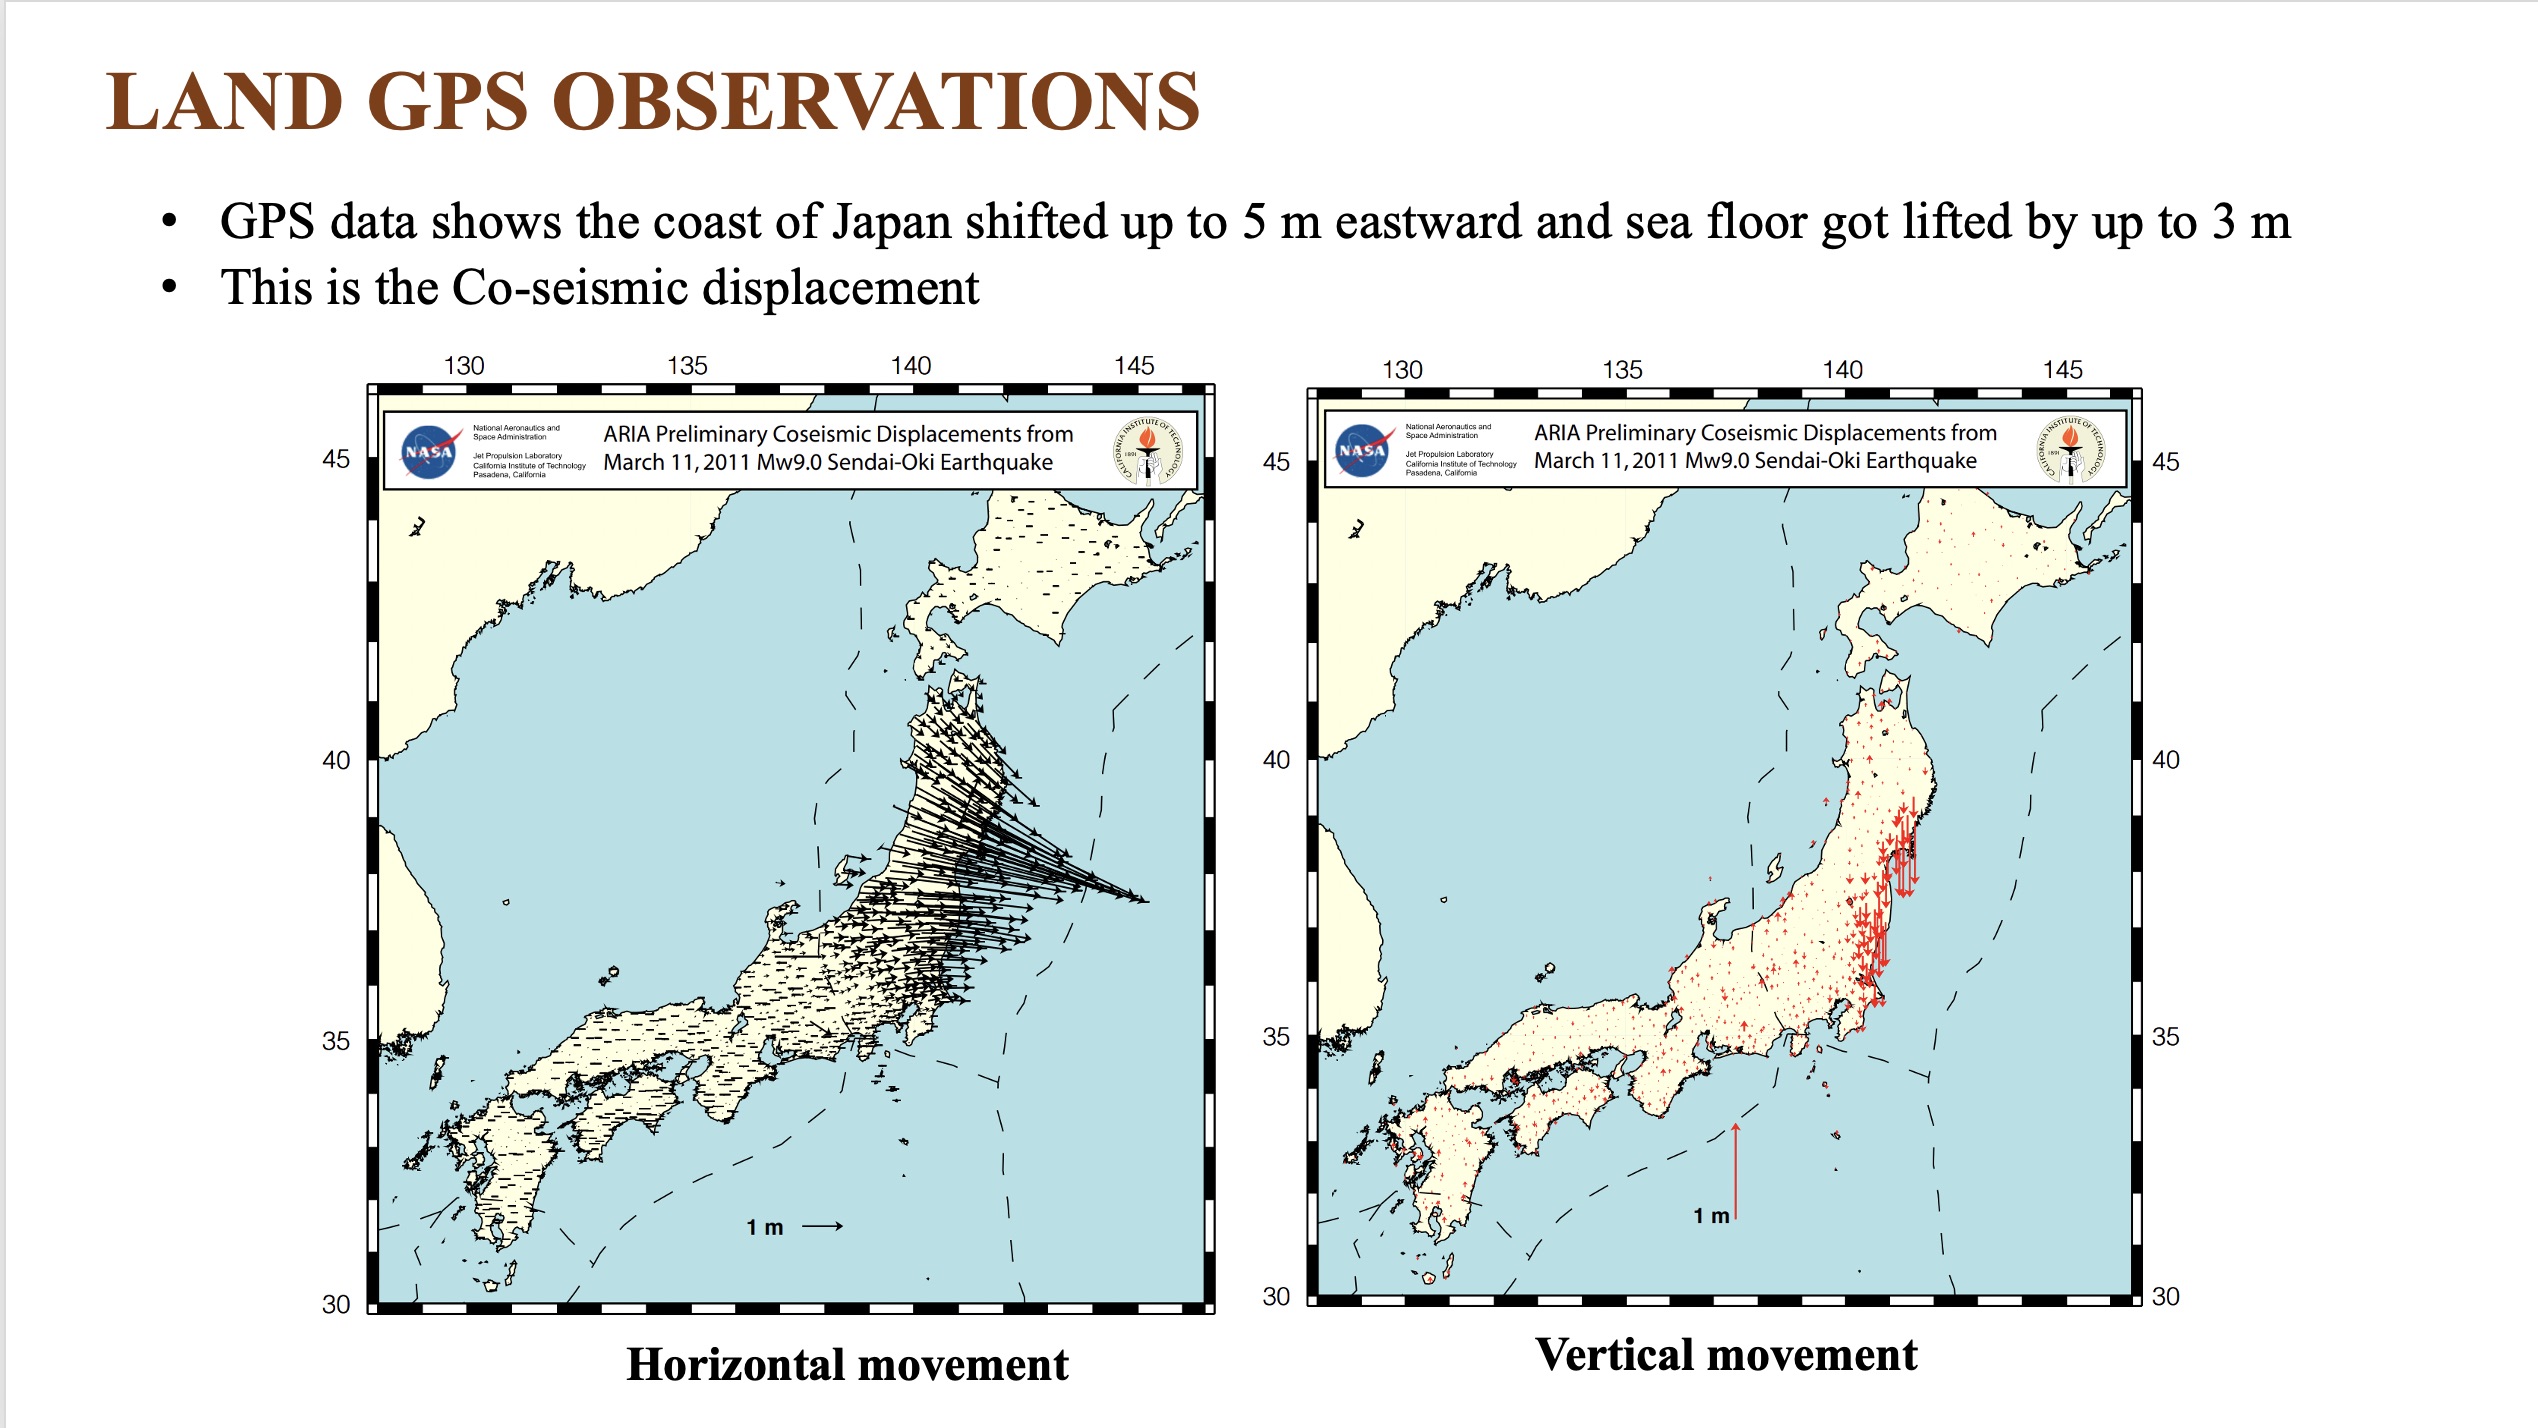 LAND GPS OBSERVATIONS
• GPS data shows the coast of Japan shifted up to 5 m eastward and sea floor got lifted by up to 3 m
• This is the Co-seismic displacement
130 135 140 145
National Aeronautics and
Space Administration
Jet Propulsion Laboratory
California Institute of Technology
Pasadena, California
NASA
ARIA Preliminary Coseismic Displacements from
March 11, 2011 Mw9.0 Sendai-Oki Earthquake
CALIFORNIA INSTITUTE OF TECHNOLOGY
1891
45
40
35
30
1 m
Horizontal movement
130 135 140 145
National Aeronautics and
Space Administration
Jet Propulsion Laboratory
California Institute of Technology
Pasadena, California
NASA
ARIA Preliminary Coseismic Displacements from
March 11, 2011 Mw9.0 Sendai-Oki Earthquake
CALIFORNIA INSTITUTE OF TECHNOLOGY
1891
45 45
40 40
35 35
1 m
30 30
Vertical movement